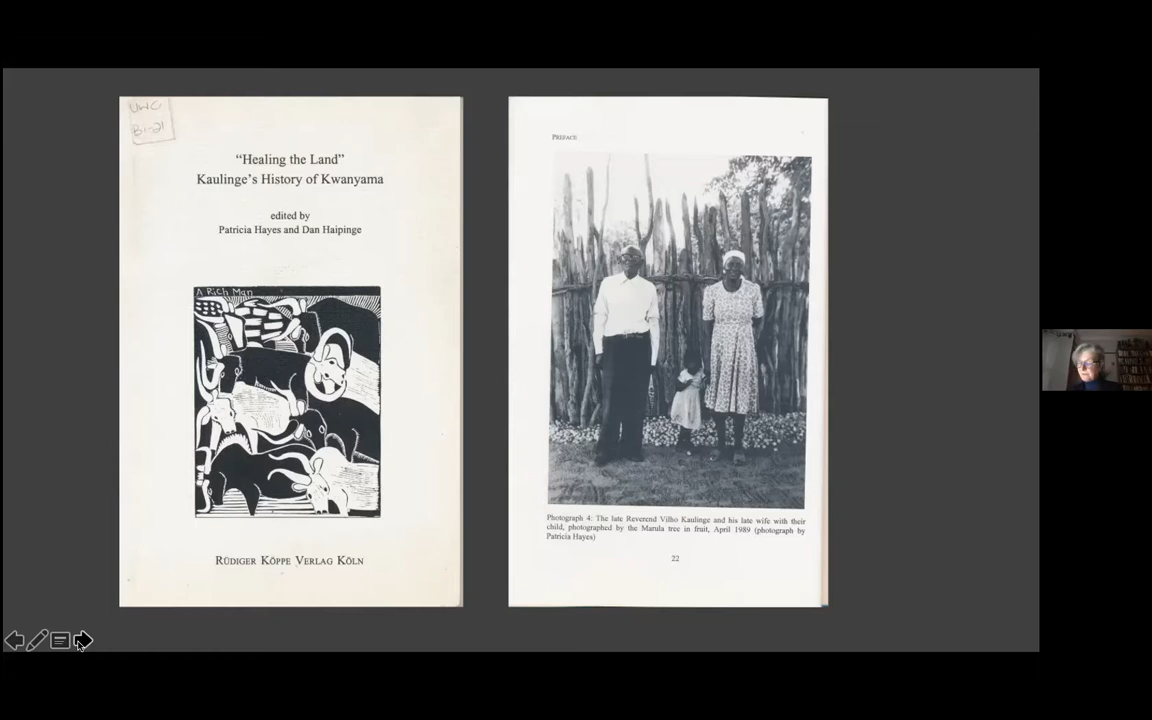 UWC
B1-21
“Healing the Land”
Kaulinge’s History of Kwanyama
edited by
Patricia Hayes and Dan Haipinge
A RiCH MaN
RÜDIGER KÖPPE VERLAG KÖLN
PREFACE
Photograph 4: The late Reverend Vilho Kaulinge and his late wife with their
child, photographed by the Marula tree in fruit, April 1989 (photograph by
Patricia Hayes)
22